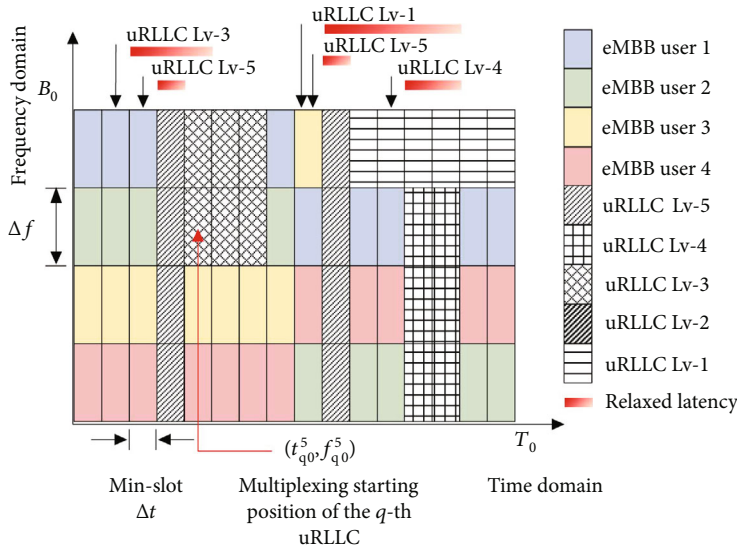 uRLLC Lv-3
uRLLC Lv-5
uRLLC Lv-1
uRLLC Lv-5
uRLLC Lv-4
Frequency domain
B0
Δf
eMBB user 1
eMBB user 2
eMBB user 3
eMBB user 4
uRLLC Lv-5
uRLLC Lv-4
uRLLC Lv-3
uRLLC Lv-2
uRLLC Lv-1
Relaxed latency
T0
(t^5_q0, f^5_q0)
Min-slot
Δt
Multiplexing starting
position of the q-th
uRLLC
Time domain